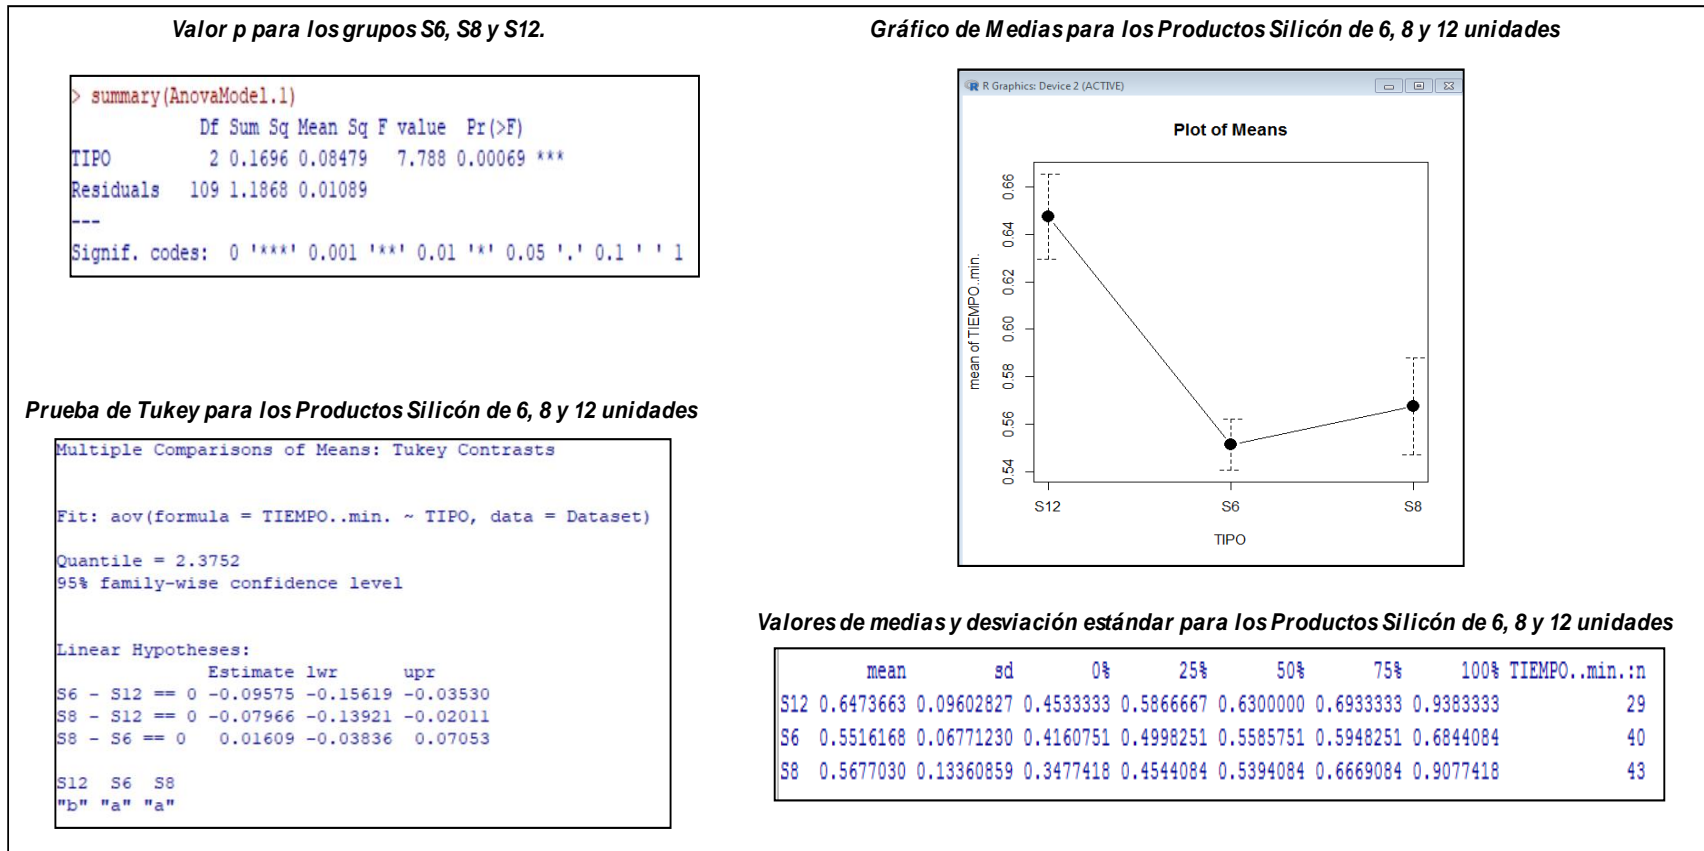 Valor p para los grupos S6, S8 y S12.
> summary(AnovaModel.1)
Df Sum Sq Mean Sq F value Pr(>F)
TIPO 2 0.1696 0.08479 7.788 0.00069 ***
Residuals 109 1.1868 0.01089
---
Signif. codes: 0 '***' 0.001 '**' 0.01 '*' 0.05 '.' 0.1 ' ' 1
Gráfico de Medias para los Productos Silicón de 6, 8 y 12 unidades
R Graphics: Device 2 (ACTIVE)
Plot of Means
mean of TIEMPO..min.
0.66
0.64
0.62
0.60
0.58
0.56
0.54
S12 S6 S8
TIPO
Prueba de Tukey para los Productos Silicón de 6, 8 y 12 unidades
Multiple Comparisons of Means: Tukey Contrasts
Fit: aov(formula = TIEMPO..min. ~ TIPO, data = Dataset)
Quantile = 2.3752
95% family-wise confidence level
Linear Hypotheses:
Estimate lwr upr
S6 - S12 == 0 -0.09575 -0.15619 -0.03530
S8 - S12 == 0 -0.07966 -0.13921 -0.02011
S8 - S6 == 0 0.01609 -0.03836 0.07053
S12 S6 S8
"b" "a" "a"
Valores de medias y desviación estándar para los Productos Silicón de 6, 8 y 12 unidades
mean sd 0% 25% 50% 75% 100% TIEMPO..min.:n
S12 0.6473663 0.09602827 0.4533333 0.5866667 0.6300000 0.6933333 0.9383333 29
S6 0.5516168 0.06771230 0.4160751 0.4998251 0.5585751 0.5948251 0.6844084 40
S8 0.5677030 0.13360859 0.3477418 0.4544084 0.5394084 0.6669084 0.9077418 43